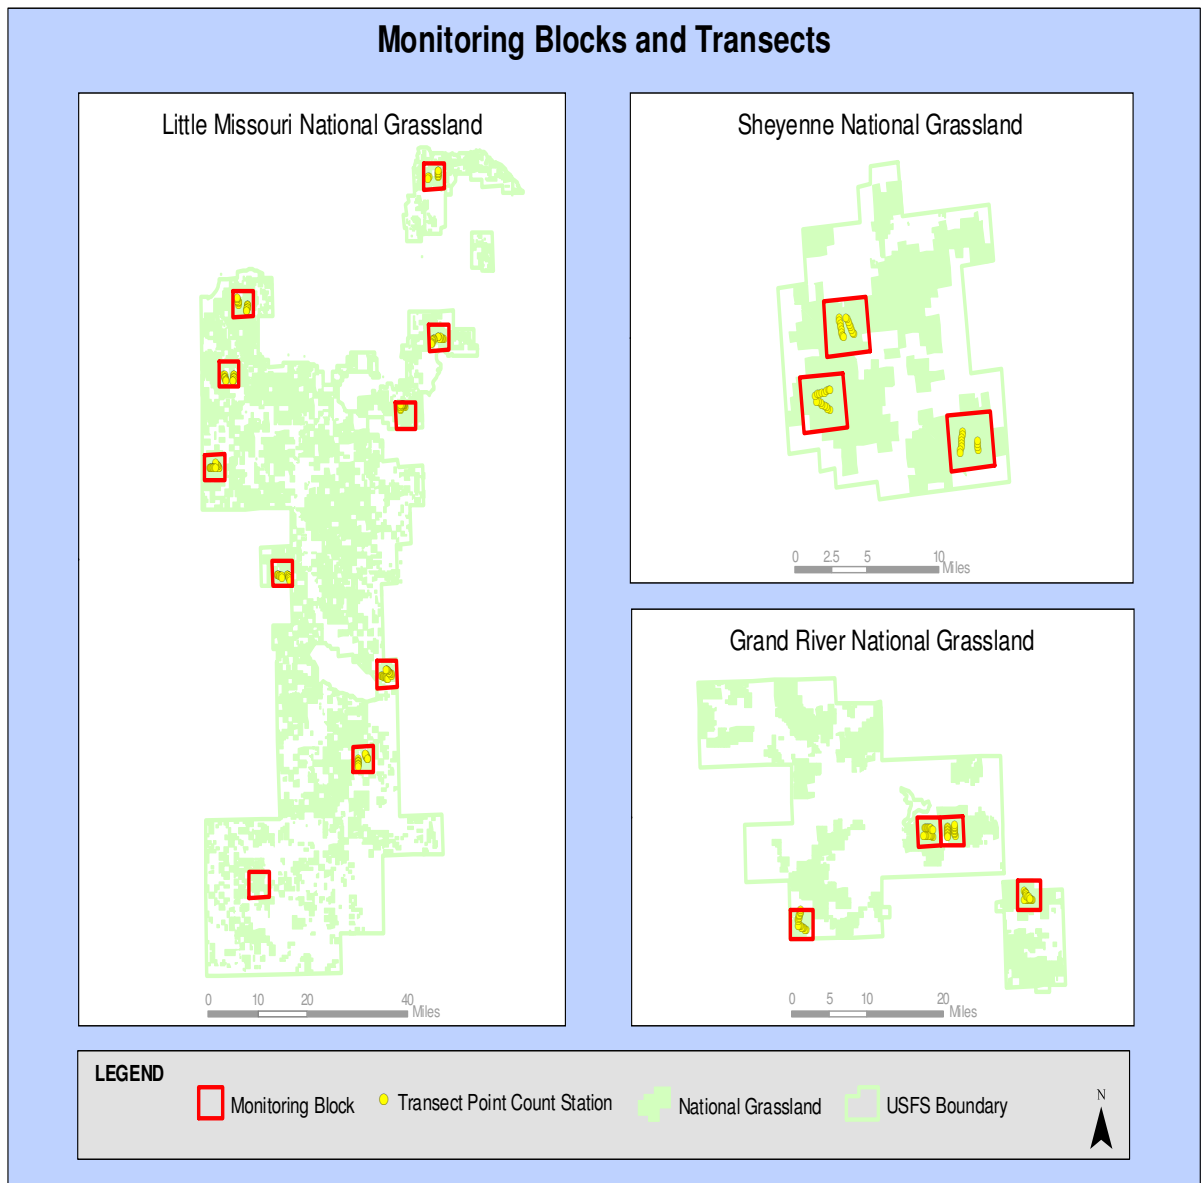 Monitoring Blocks and Transects
Little Missouri National Grassland
0 10 20 40
Miles
Sheyenne National Grassland
0 2.5 5 10
Miles
Grand River National Grassland
0 5 10 20
Miles
LEGEND
Monitoring Block
Transect Point Count Station
National Grassland
USFS Boundary
N